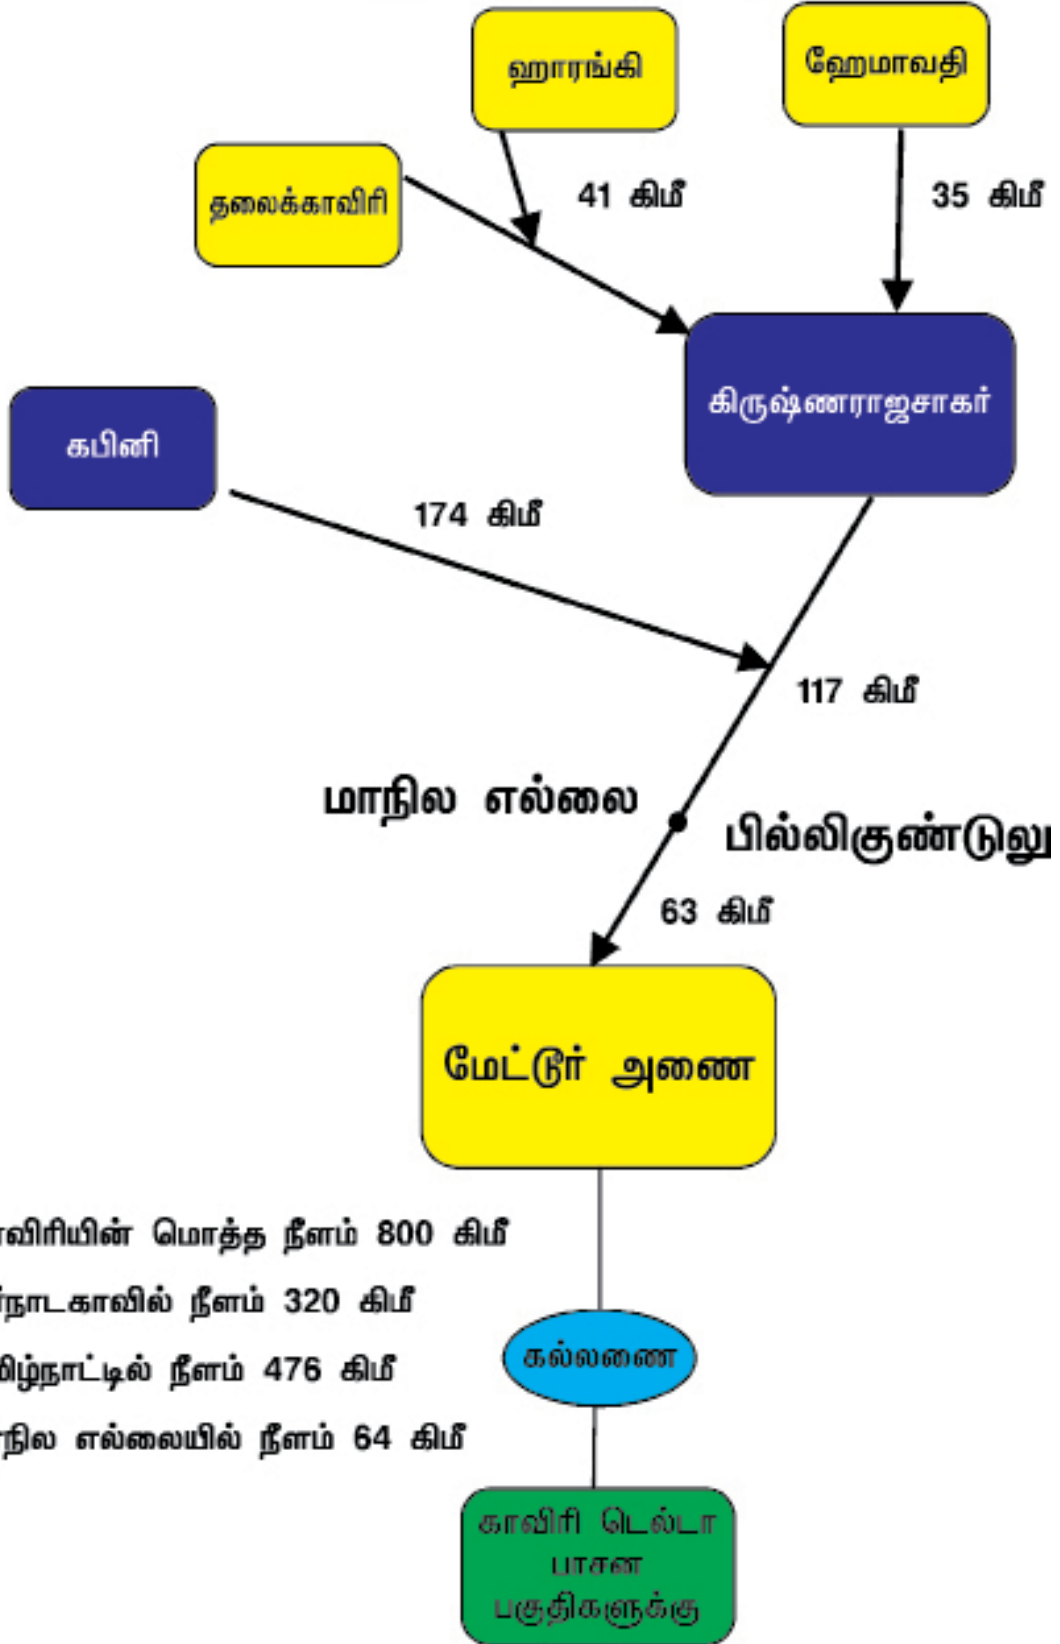 ஹாரங்கி
ஹேமாவதி
தலைக்காவிரி
41 கிமீ
35 கிமீ
கிருஷ்ணராஜசாகர்
கபினி
174 கிமீ
117 கிமீ
மாநில எல்லை
பில்லிகுண்டுலு
63 கிமீ
மேட்டூர் அணை
நீளம் 800 கிமீ மொத்த
நீளம் 320 கிமீ
நீளம் 476 கிமீ
எல்லையில் நீளம் 64 கிமீ
கல்லணை
காவிரி டெல்டா
பாசன
பகுதிகளுக்கு